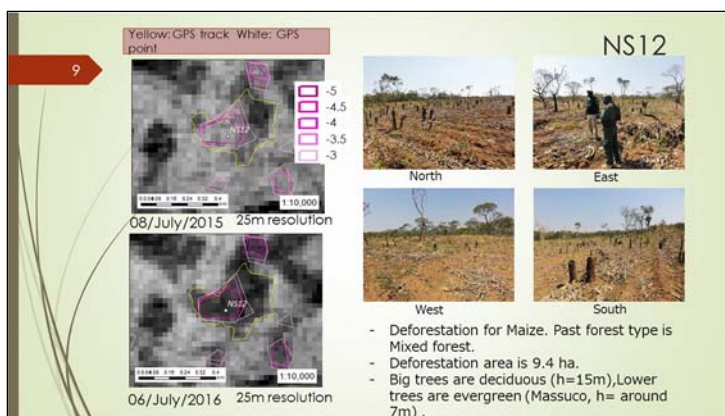 Yellow: GPS track White: GPS
point
NS12
9
-5
-4.5
-4
-3.5
-3
NS12
1:10,000
08/July/2015 25m resolution
NS12
1:10,000
06/July/2016 25m resolution
North
East
West
South
- Deforestation for Maize. Past forest type is
Mixed forest.
- Deforestation area is 9.4 ha.
- Big trees are deciduous (h=15m),Lower
trees are evergreen (Massuco, h= around
7m) .